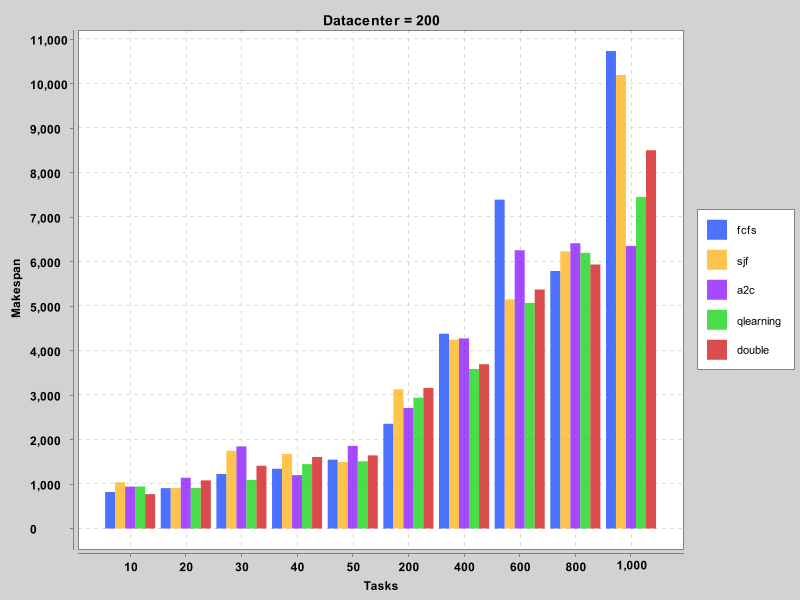 Datacenter = 200
Makespan
11,000
10,000
9,000
8,000
7,000
6,000
5,000
4,000
3,000
2,000
1,000
0
10 20 30 40 50 200 400 600 800 1,000
Tasks
fcfs
sjf
a2c
qlearning
double